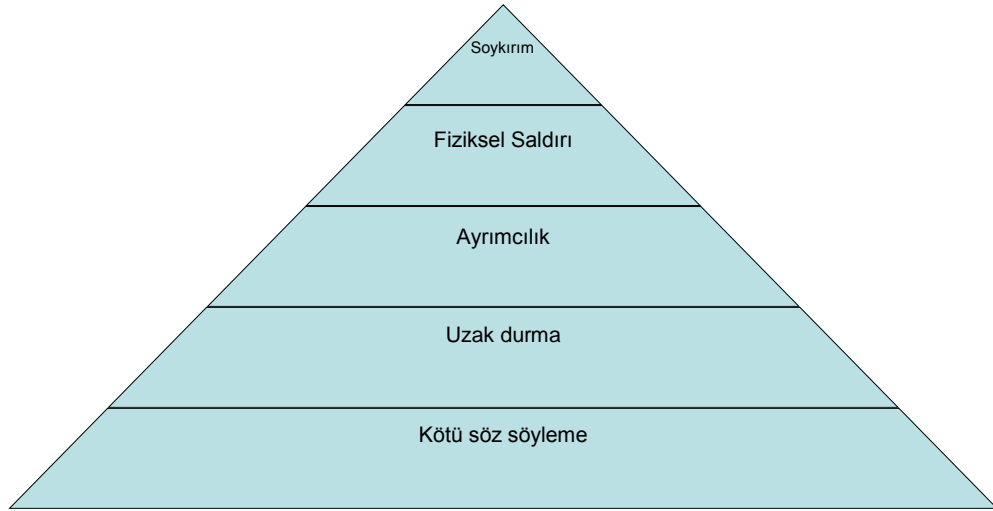 Soykırım
Fiziksel Saldırı
Ayrımcılık
Uzak durma
Kötü söz söyleme